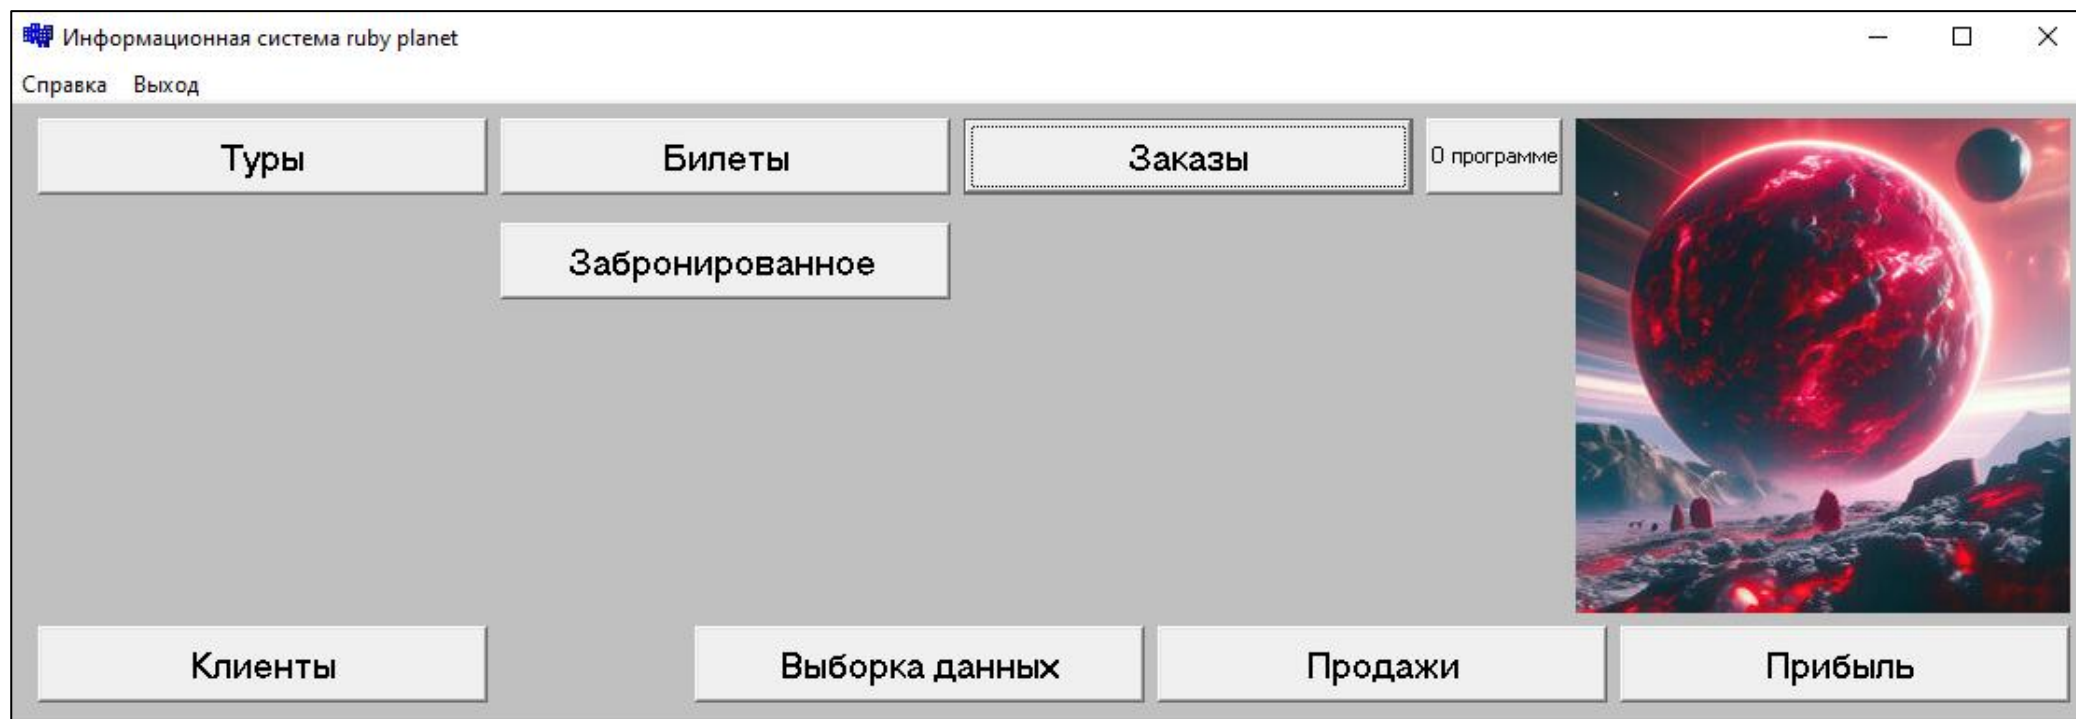 Информационная система ruby planet
Справка Выход
Туры Билеты Заказы О программе
Забронированное
Клиенты Выборка данных Продажи Прибыль